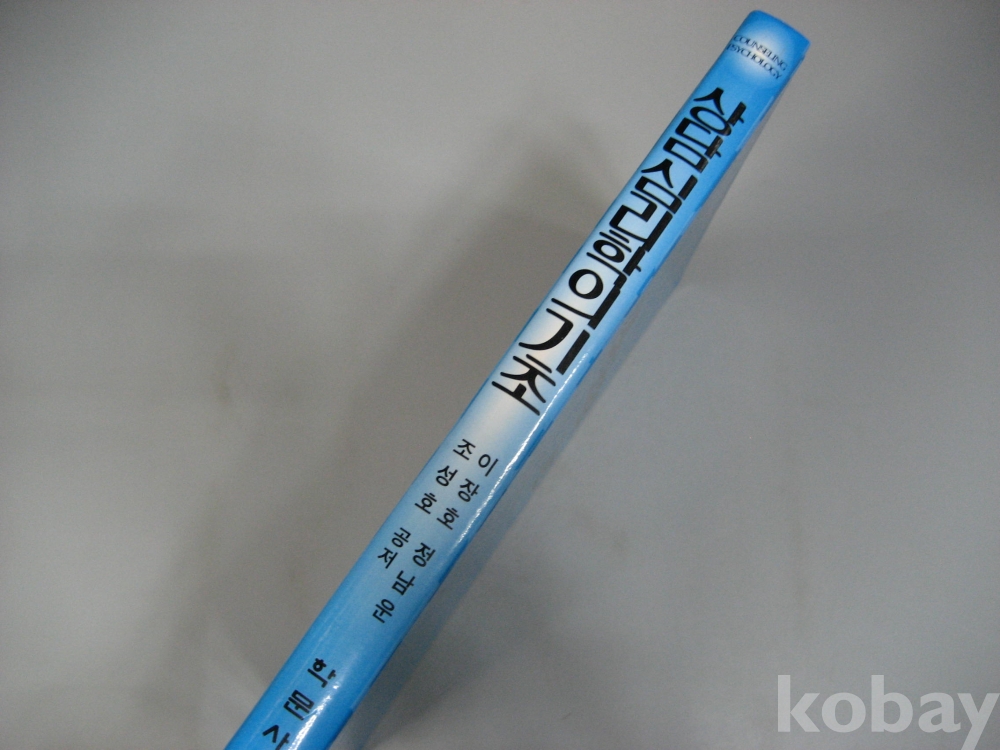 COUNSELING
PSYCHOLOGY
상담심리학의기초
이장호 정남운
조성호 공저
학문사
kobay